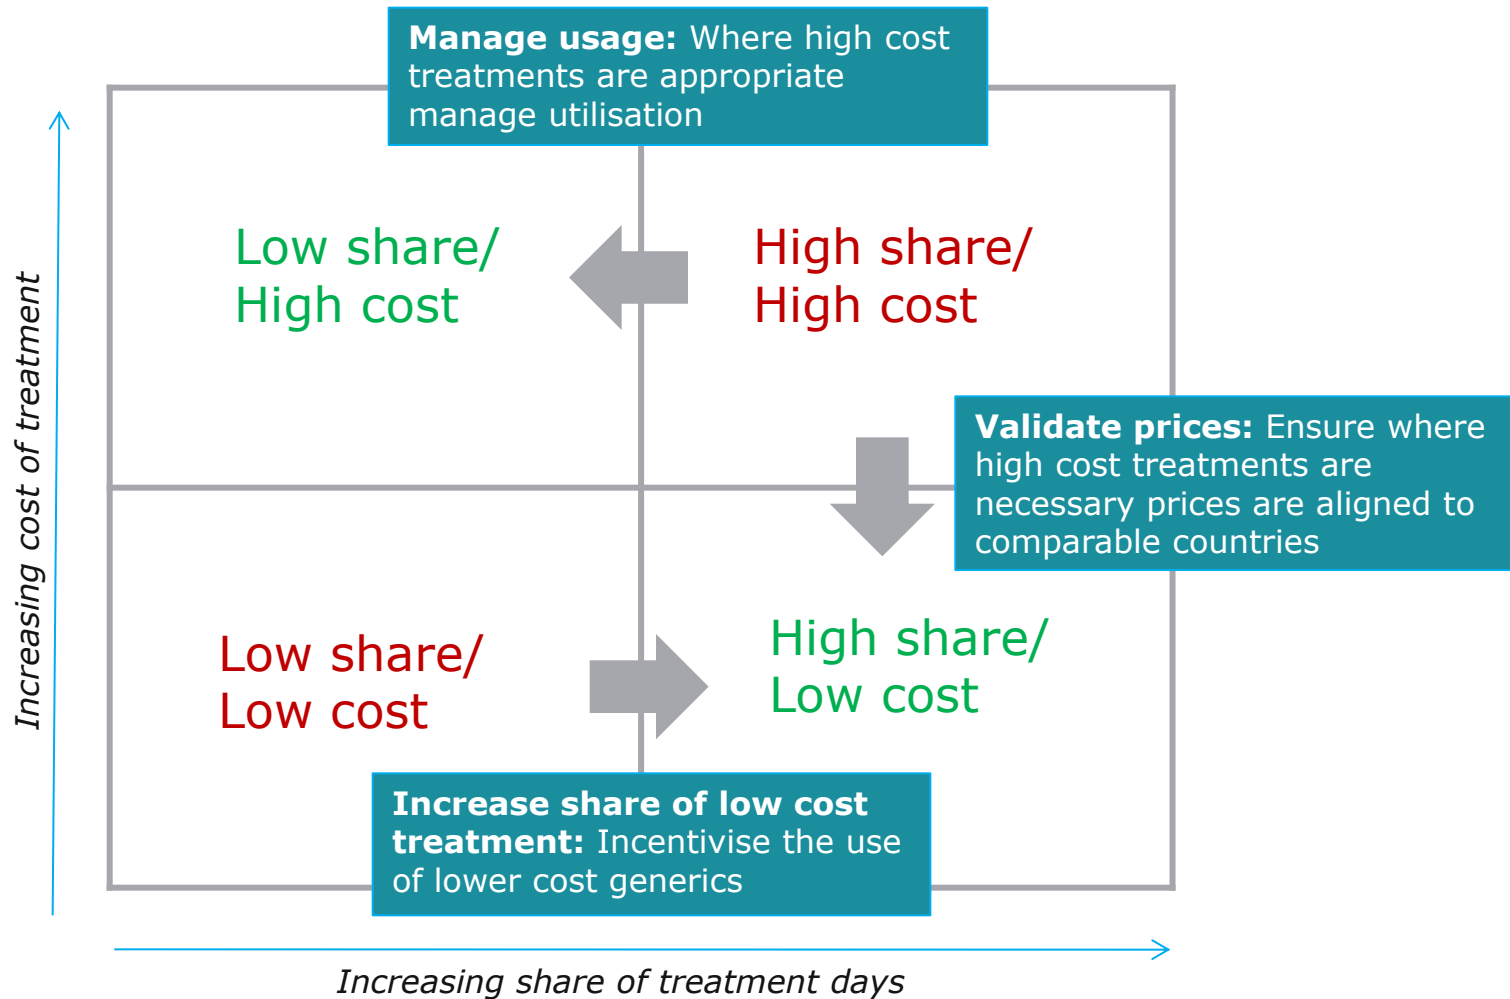 Manage usage: Where high cost
treatments are appropriate
manage utilisation
Increasing cost of treatment
Low share/
High cost
High share/
High cost
Validate prices: Ensure where
high cost treatments are
necessary prices are aligned to
comparable countries
Low share/
Low cost
High share/
Low cost
Increase share of low cost
treatment: Incentivise the use
of lower cost generics
Increasing share of treatment days